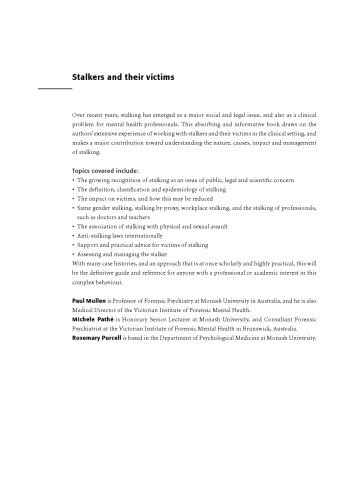 Stalkers and their victims
Over recent years, stalking has emerged as a major social and legal issue, and also as a clinical
problem for mental health professionals. This absorbing and informative book draws on the
authors' extensive experience of working with stalkers and their victims in the clinical setting, and
makes a major contribution toward understanding the nature, causes, impact and management
of stalking.
Topics covered include:
• The growing recognition of stalking as an issue of public, legal and scientific concern
• The definition, classification and epidemiology of stalking
• The impact on victims, and how this may be reduced
• Same gender stalking, stalking by proxy, workplace stalking, and the stalking of professionals,
such as doctors and teachers
• The association of stalking with physical and sexual assault
• Anti-stalking laws internationally
• Support and practical advice for victims of stalking
• Assessing and managing the stalker
With many case histories, and an approach that is at once scholarly and highly practical, this will
be the definitive guide and reference for anyone with a professional or academic interest in this
complex behaviour.
Paul Mullen is Professor of Forensic Psychiatry at Monash University in Australia, and he is also
Medical Director of the Victorian Institute of Forensic Mental Health.
Michele Pathé is Honorary Senior Lecturer at Monash University, and Consultant Forensic
Psychiatrist at the Victorian Institute of Forensic Mental Health in Brunswick, Australia.
Rosemary Purcell is based in the Department of Psychological Medicine at Monash University.